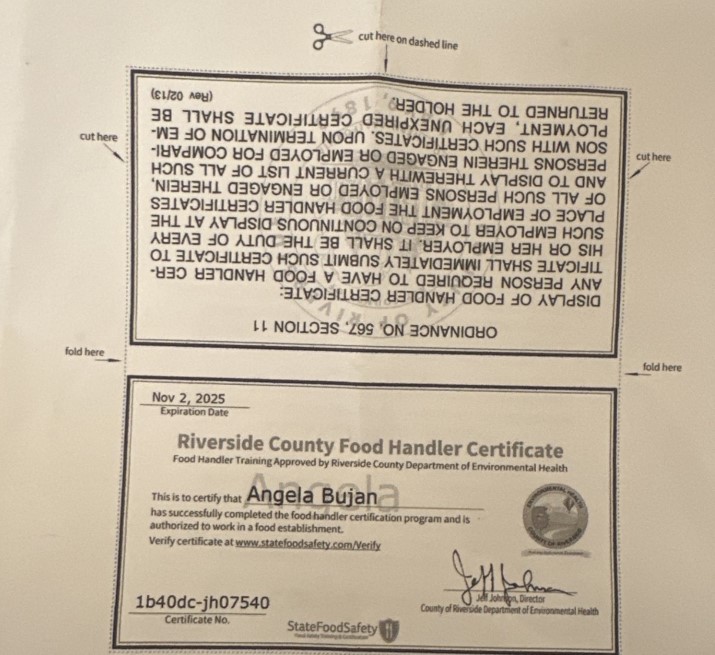 cut here on dashed line
cut here
cut here
ORDINANCE NO. 567. SECTION 11
DISPLAY OF FOOD HANDLER CERTIFICATE:
ANY PERSON REQUIRED TO HAVE A FOOD HANDLER CER-
TIFICATE SHALL IMMEDIATELY SUBMIT SUCH CERTIFICATE TO
HIS OR HER EMPLOYER. IT SHALL BE THE DUTY OF EVERY
SUCH EMPLOYER TO KEEP ON CONTINUOUS DISPLAY AT THE
PLACE OF EMPLOYMENT THE FOOD HANDLER CERTIFICATES
OF ALL SUCH PERSONS EMPLOYED OR ENGAGED THEREIN,
AND TO DISPLAY THEREWITH A CURRENT LIST OF ALL SUCH
PERSONS THEREIN ENGAGED OR EMPLOYED FOR COMPARI-
SON WITH SUCH CERTIFICATES. UPON TERMINATION OF EM-
PLOYMENT, EACH UNEXPIRED CERTIFICATE SHALL BE
RETURNED TO THE HOLDER.
(Rev 02/13)
fold here
fold here
Nov 2, 2025
Expiration Date
Riverside County Food Handler Certificate
Food Handler Training Approved by Riverside County Department of Environmental Health
Angela
This is to certify that Angela Bujan
has successfully completed the food handler certification program and is
authorized to work in a food establishment.
Verify certificate at www.statefoodsafety.com/Verify
Jeff Johnson, Director
County of Riverside Department of Environmental Health
1b40dc-jh07540
Certificate No.
StateFoodSafety